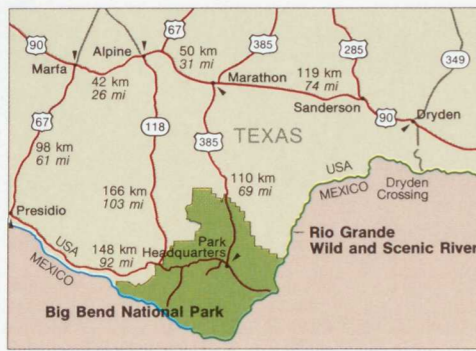 90
67
385
285
349
Marfa
Alpine
50 km
31 mi
Marathon
119 km
74 mi
42 km
26 mi
Sanderson
90
Dryden
67
118
385
TEXAS
98 km
61 mi
166 km
103 mi
110 km
69 mi
USA
MEXICO
Dryden
Crossing
Presidio
USA
MEXICO
148 km
92 mi
Park
Headquarters
Rio Grande
Wild and Scenic River
Big Bend National Park